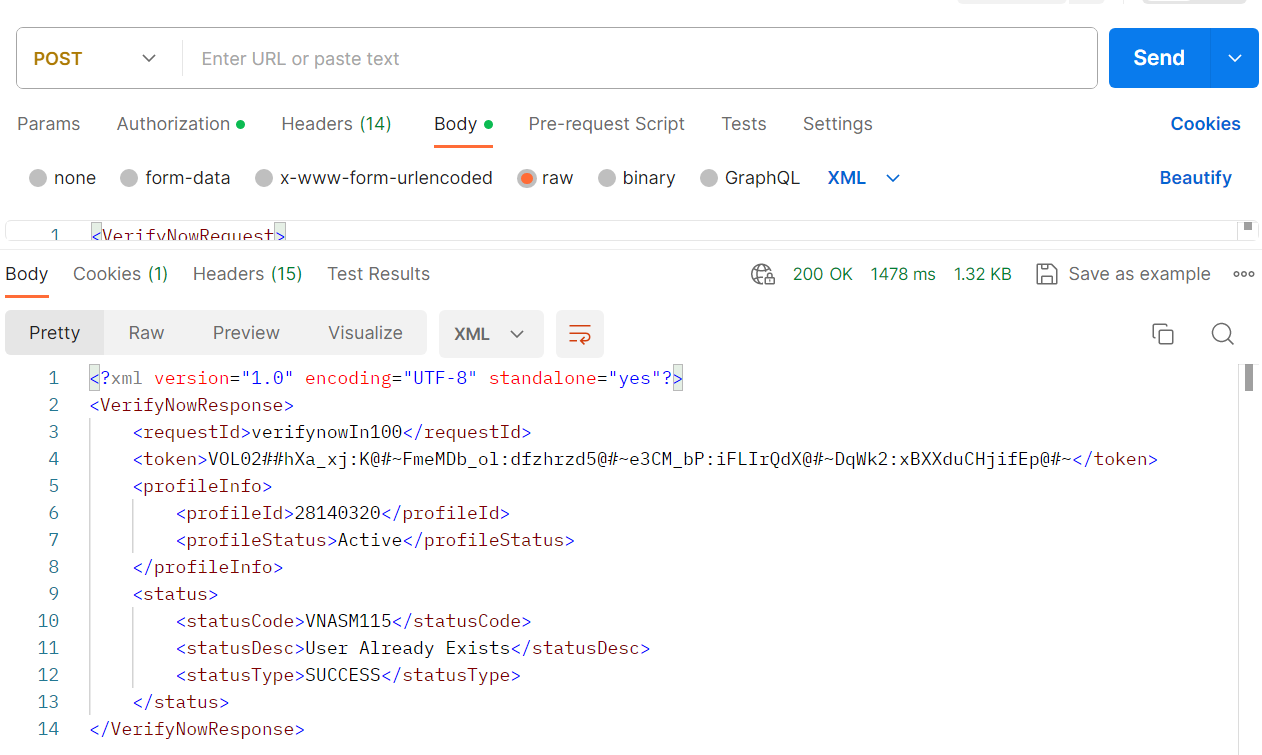 POST Enter URL or paste text Send
Params Authorization Headers (14) Body Pre-request Script Tests Settings Cookies
none form-data x-www-form-urlencoded raw binary GraphQL XML Beautify
1 <VerifyNowRequest>
Body Cookies (1) Headers (15) Test Results 200 OK 1478 ms 1.32 KB Save as example
Pretty Raw Preview Visualize XML
1 <?xml version="1.0" encoding="UTF-8" standalone="yes"?>
2 <VerifyNowResponse>
3 <requestId>verifynowIn100</requestId>
4 <token>VOL02##hXa_xj:K@#~FmeMDb_ol:dfzhrzd5@#~e3CM_bP:iFLIrQdX@#~DqWk2:xBXXduCHjifEp@#~</token>
5 <profileInfo>
6 <profileId>28140320</profileId>
7 <profileStatus>Active</profileStatus>
8 </profileInfo>
9 <status>
10 <statusCode>VNASM115</statusCode>
11 <statusDesc>User Already Exists</statusDesc>
12 <statusType>SUCCESS</statusType>
13 </status>
14 </VerifyNowResponse>